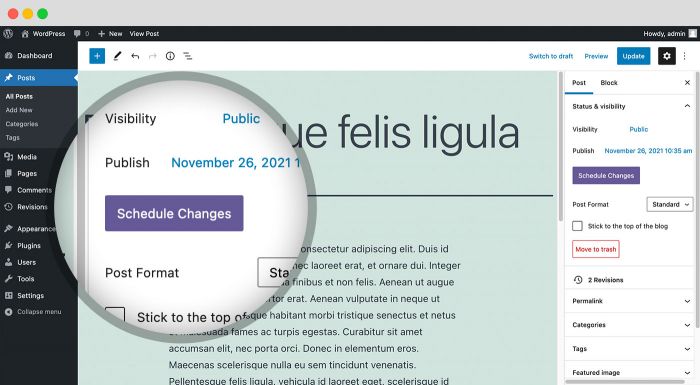 WordPress 0 + New View Post Howdy, admin
Dashboard
Posts
All Posts
Add New
Categories
Tags
Media
Pages
Comments
Revisions
Appearance
Plugins
Users
Tools
Settings
Collapse menu
Switch to draft Preview Update
ue felis ligula
Visibility Public
Publish November 26, 2021 1
Schedule Changes
Post Format Sta
Stick to the top of
consectetur adipiscing elit. Duis id
nec laoreet erat, et ornare dui. Integer
finibus et non felis. Aenean ut augue
tortor erat. Aenean vulputate in neque ut
habitant morbi tristique senectus et netus
et malesuada fames ac turpis egestas. Curabitur sit amet
accumsan elit, nec porta orci. Donec in elementum eros.
Maecenas scelerisque nulla eu sem tincidunt venenatis.
Pellentesque felis ligula, vehicula id laoreet eget, scelerisque id
Post Block
Status & visibility
Visibility Public
Publish November 26, 2021 10:35 am
Schedule Changes
Post Format Standard
Stick to the top of the blog
Move to trash
2 Revisions
Permalink
Categories
Tags
Featured image